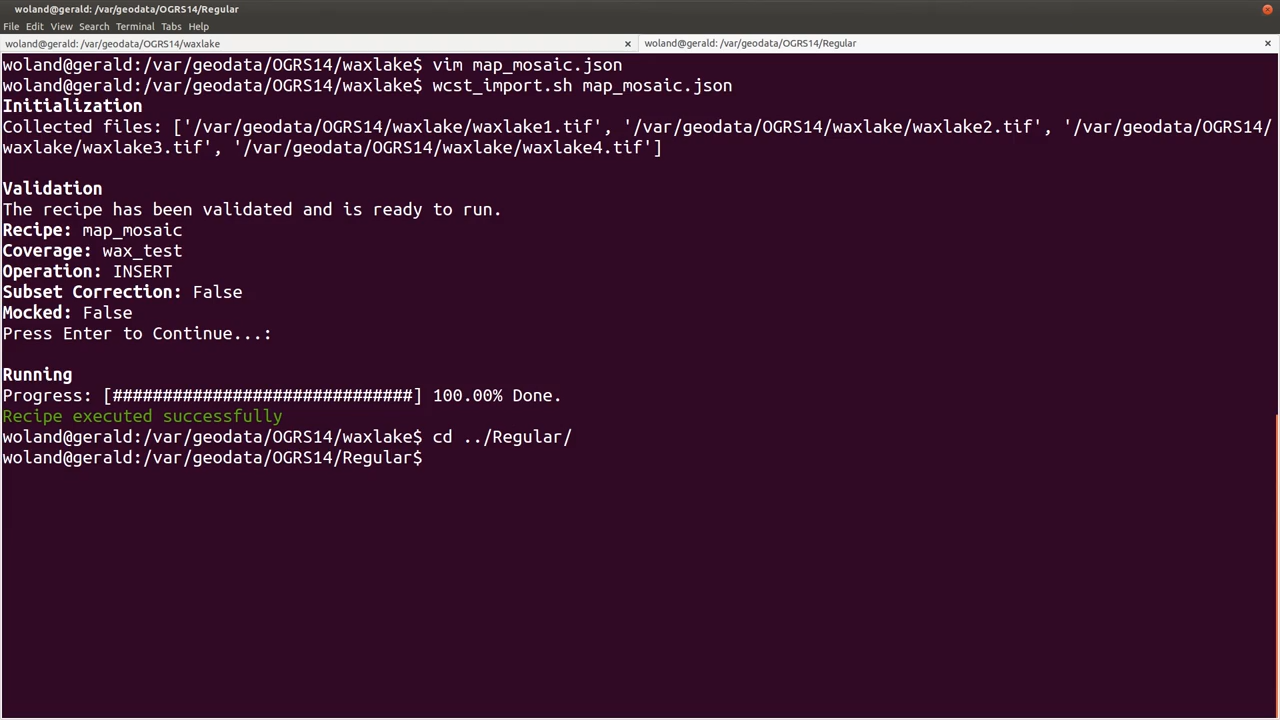 woland@gerald: /var/geodata/OGRS14/Regular
File Edit View Search Terminal Tabs Help
woland@gerald: /var/geodata/OGRS14/waxlake × woland@gerald: /var/geodata/OGRS14/Regular ×
woland@gerald:/var/geodata/OGRS14/waxlake$ vim map_mosaic.json
woland@gerald:/var/geodata/OGRS14/waxlake$ wcst_import.sh map_mosaic.json
Initialization
Collected files: ['/var/geodata/OGRS14/waxlake/waxlake1.tif', '/var/geodata/OGRS14/waxlake/waxlake2.tif', '/var/geodata/OGRS14/
waxlake/waxlake3.tif', '/var/geodata/OGRS14/waxlake/waxlake4.tif']
Validation
The recipe has been validated and is ready to run.
Recipe: map_mosaic
Coverage: wax_test
Operation: INSERT
Subset Correction: False
Mocked: False
Press Enter to Continue...:
Running
Progress: [##############################] 100.00% Done.
Recipe executed successfully
woland@gerald:/var/geodata/OGRS14/waxlake$ cd ../Regular/
woland@gerald:/var/geodata/OGRS14/Regular$